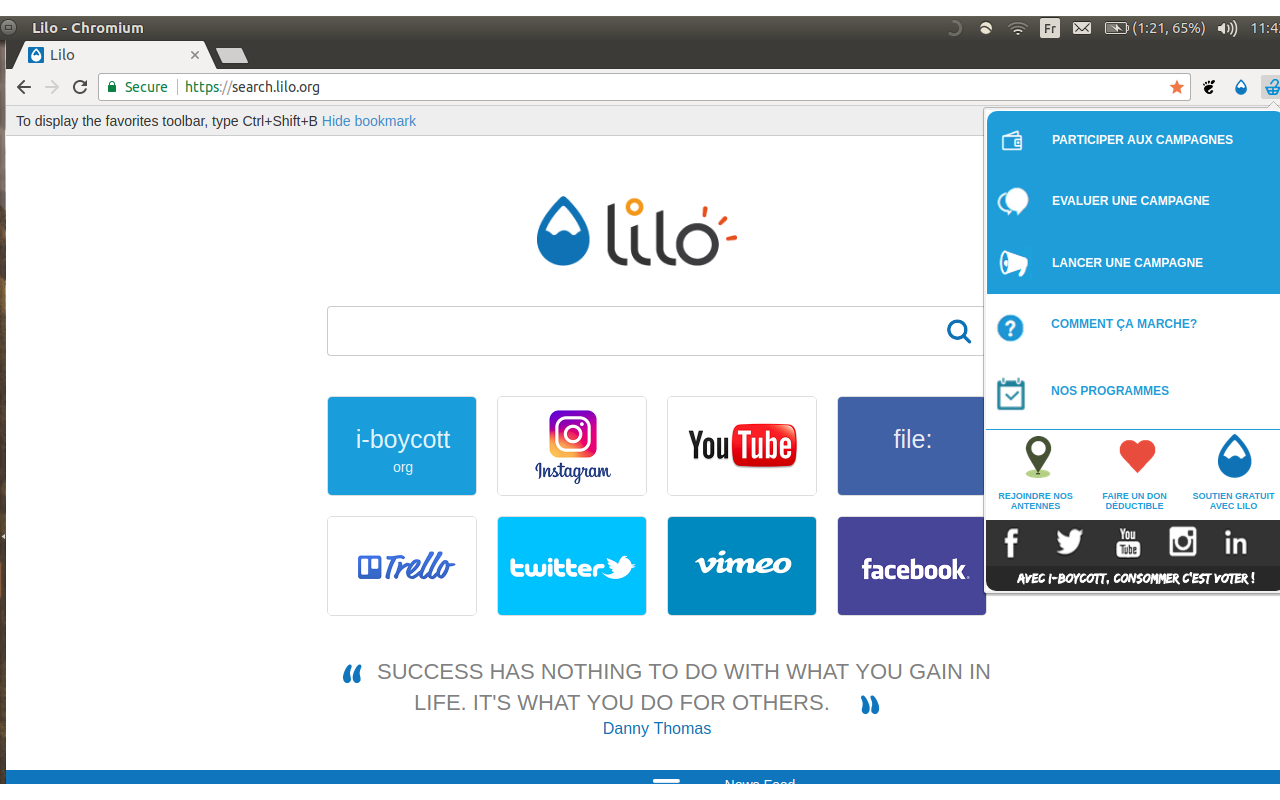 Lilo - Chromium
Fr
(1:21, 65%)
Lilo
Secure
https://search.lilo.org
To display the favorites toolbar, type Ctrl+Shift+B Hide bookmark
PARTICIPER AUX CAMPAGNES
EVALUER UNE CAMPAGNE
LANCER UNE CAMPAGNE
COMMENT ÇA MARCHE?
NOS PROGRAMMES
REJOINDRE NOS
ANTENNES
FAIRE UN DON
DÉDUCTIBLE
SOUTIEN GRATUIT
AVEC LILO
You
Tube
in
AVEC I-BOYCOTT, CONSOMMER C'EST VOTER !
lilo
i-boycott
org
Instagram
YouTube
file:
Trello
twitter
vimeo
facebook.
“ SUCCESS HAS NOTHING TO DO WITH WHAT YOU GAIN IN
LIFE. IT'S WHAT YOU DO FOR OTHERS. ”
Danny Thomas
News Feed